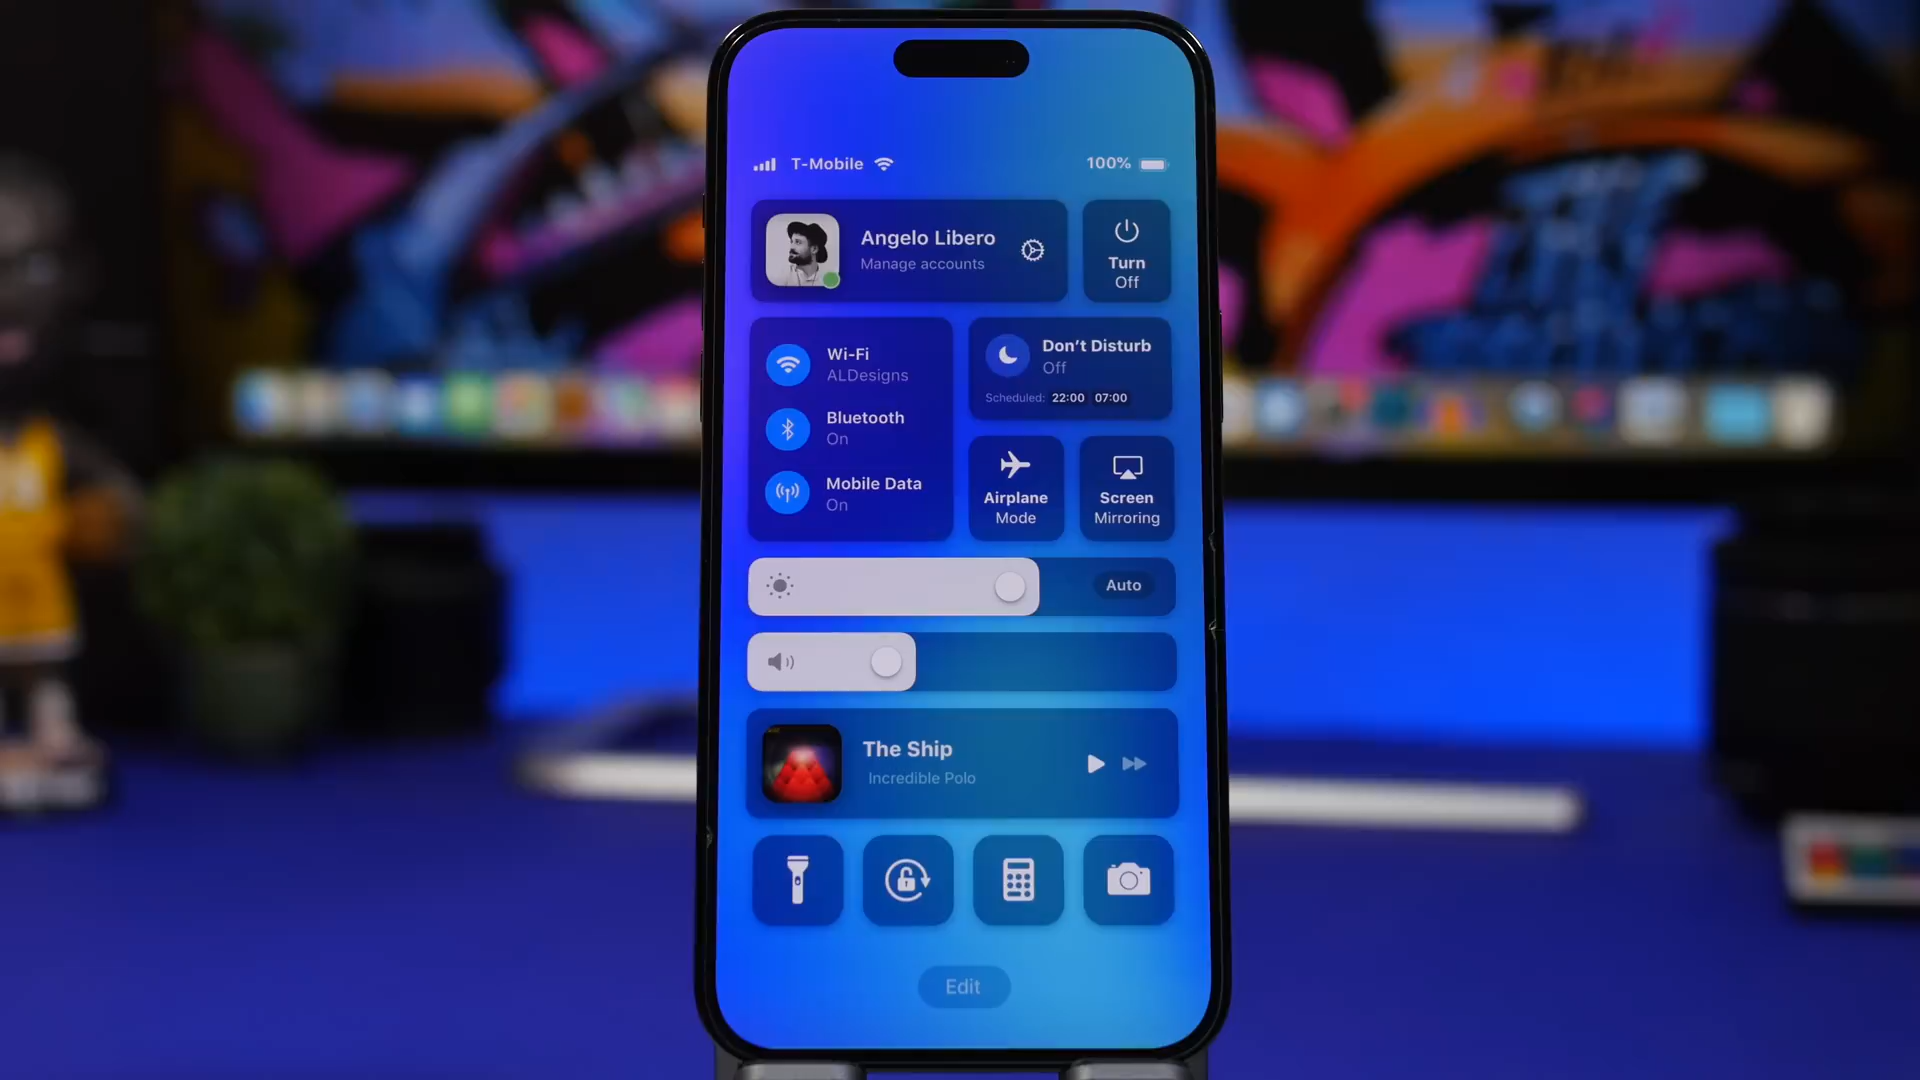 T-Mobile
100%
Angelo Libero
Manage accounts
Turn
Off
Wi-Fi
ALDesigns
Bluetooth
On
Mobile Data
On
Don’t Disturb
Off
Scheduled: 22:00 07:00
Airplane
Mode
Screen
Mirroring
Auto
The Ship
Incredible Polo
Edit